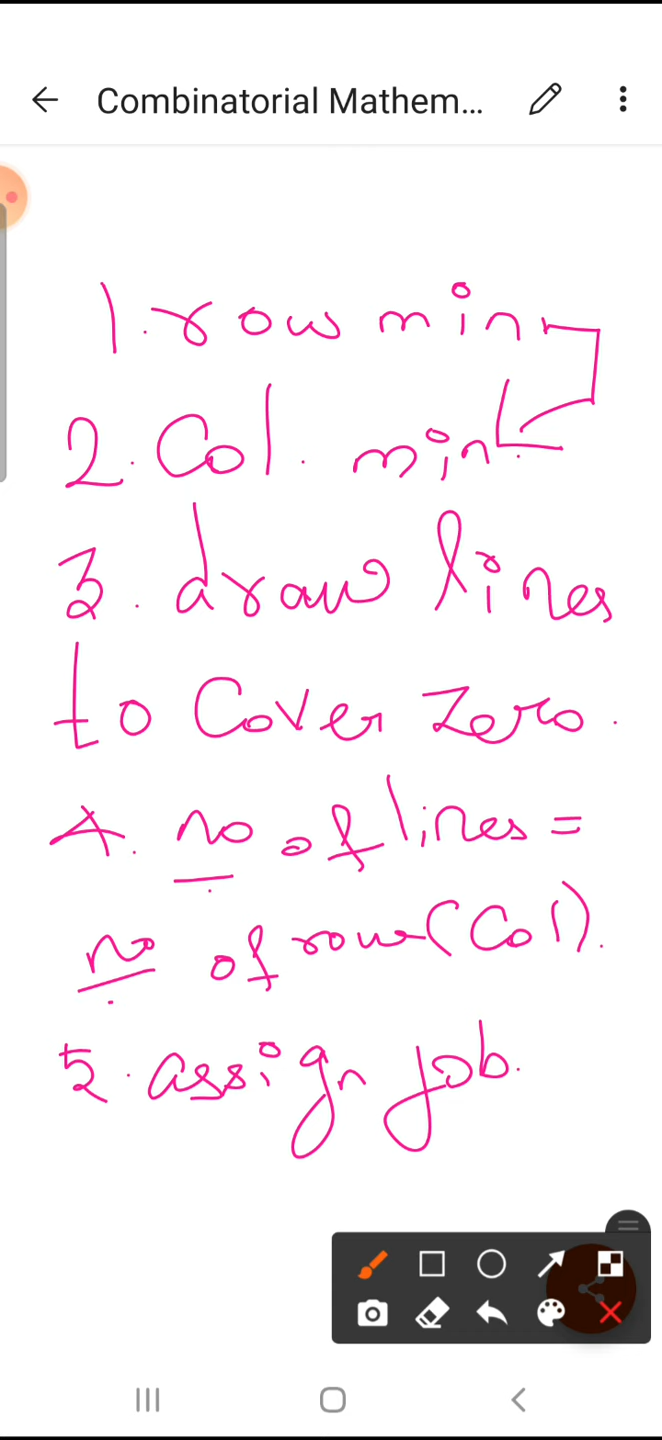 Combinatorial Mathem...
1. row min
2. Col. min
3. draw lines
to cover zero.
4. no of lines =
no of row (Col).
5. assign job.